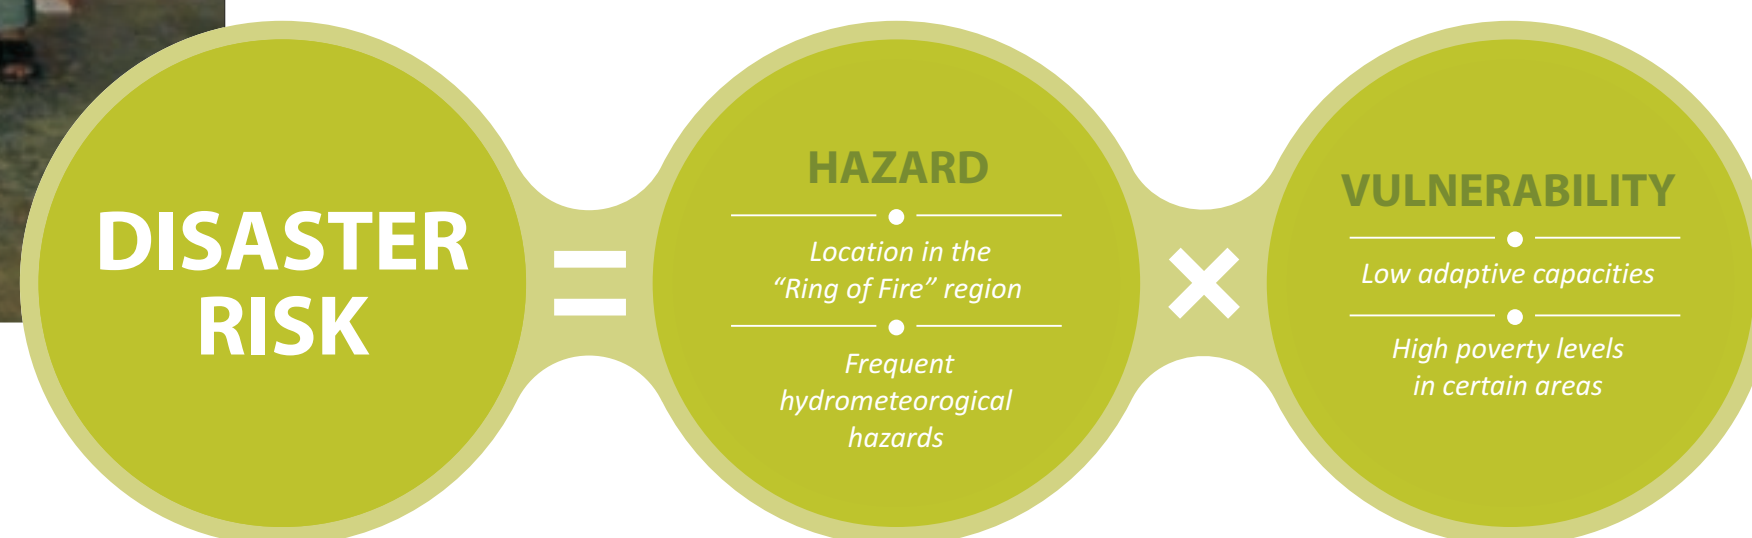 DISASTER
RISK
=
HAZARD
Location in the
“Ring of Fire” region
Frequent
hydrometeorogical
hazards
×
VULNERABILITY
Low adaptive capacities
High poverty levels
in certain areas